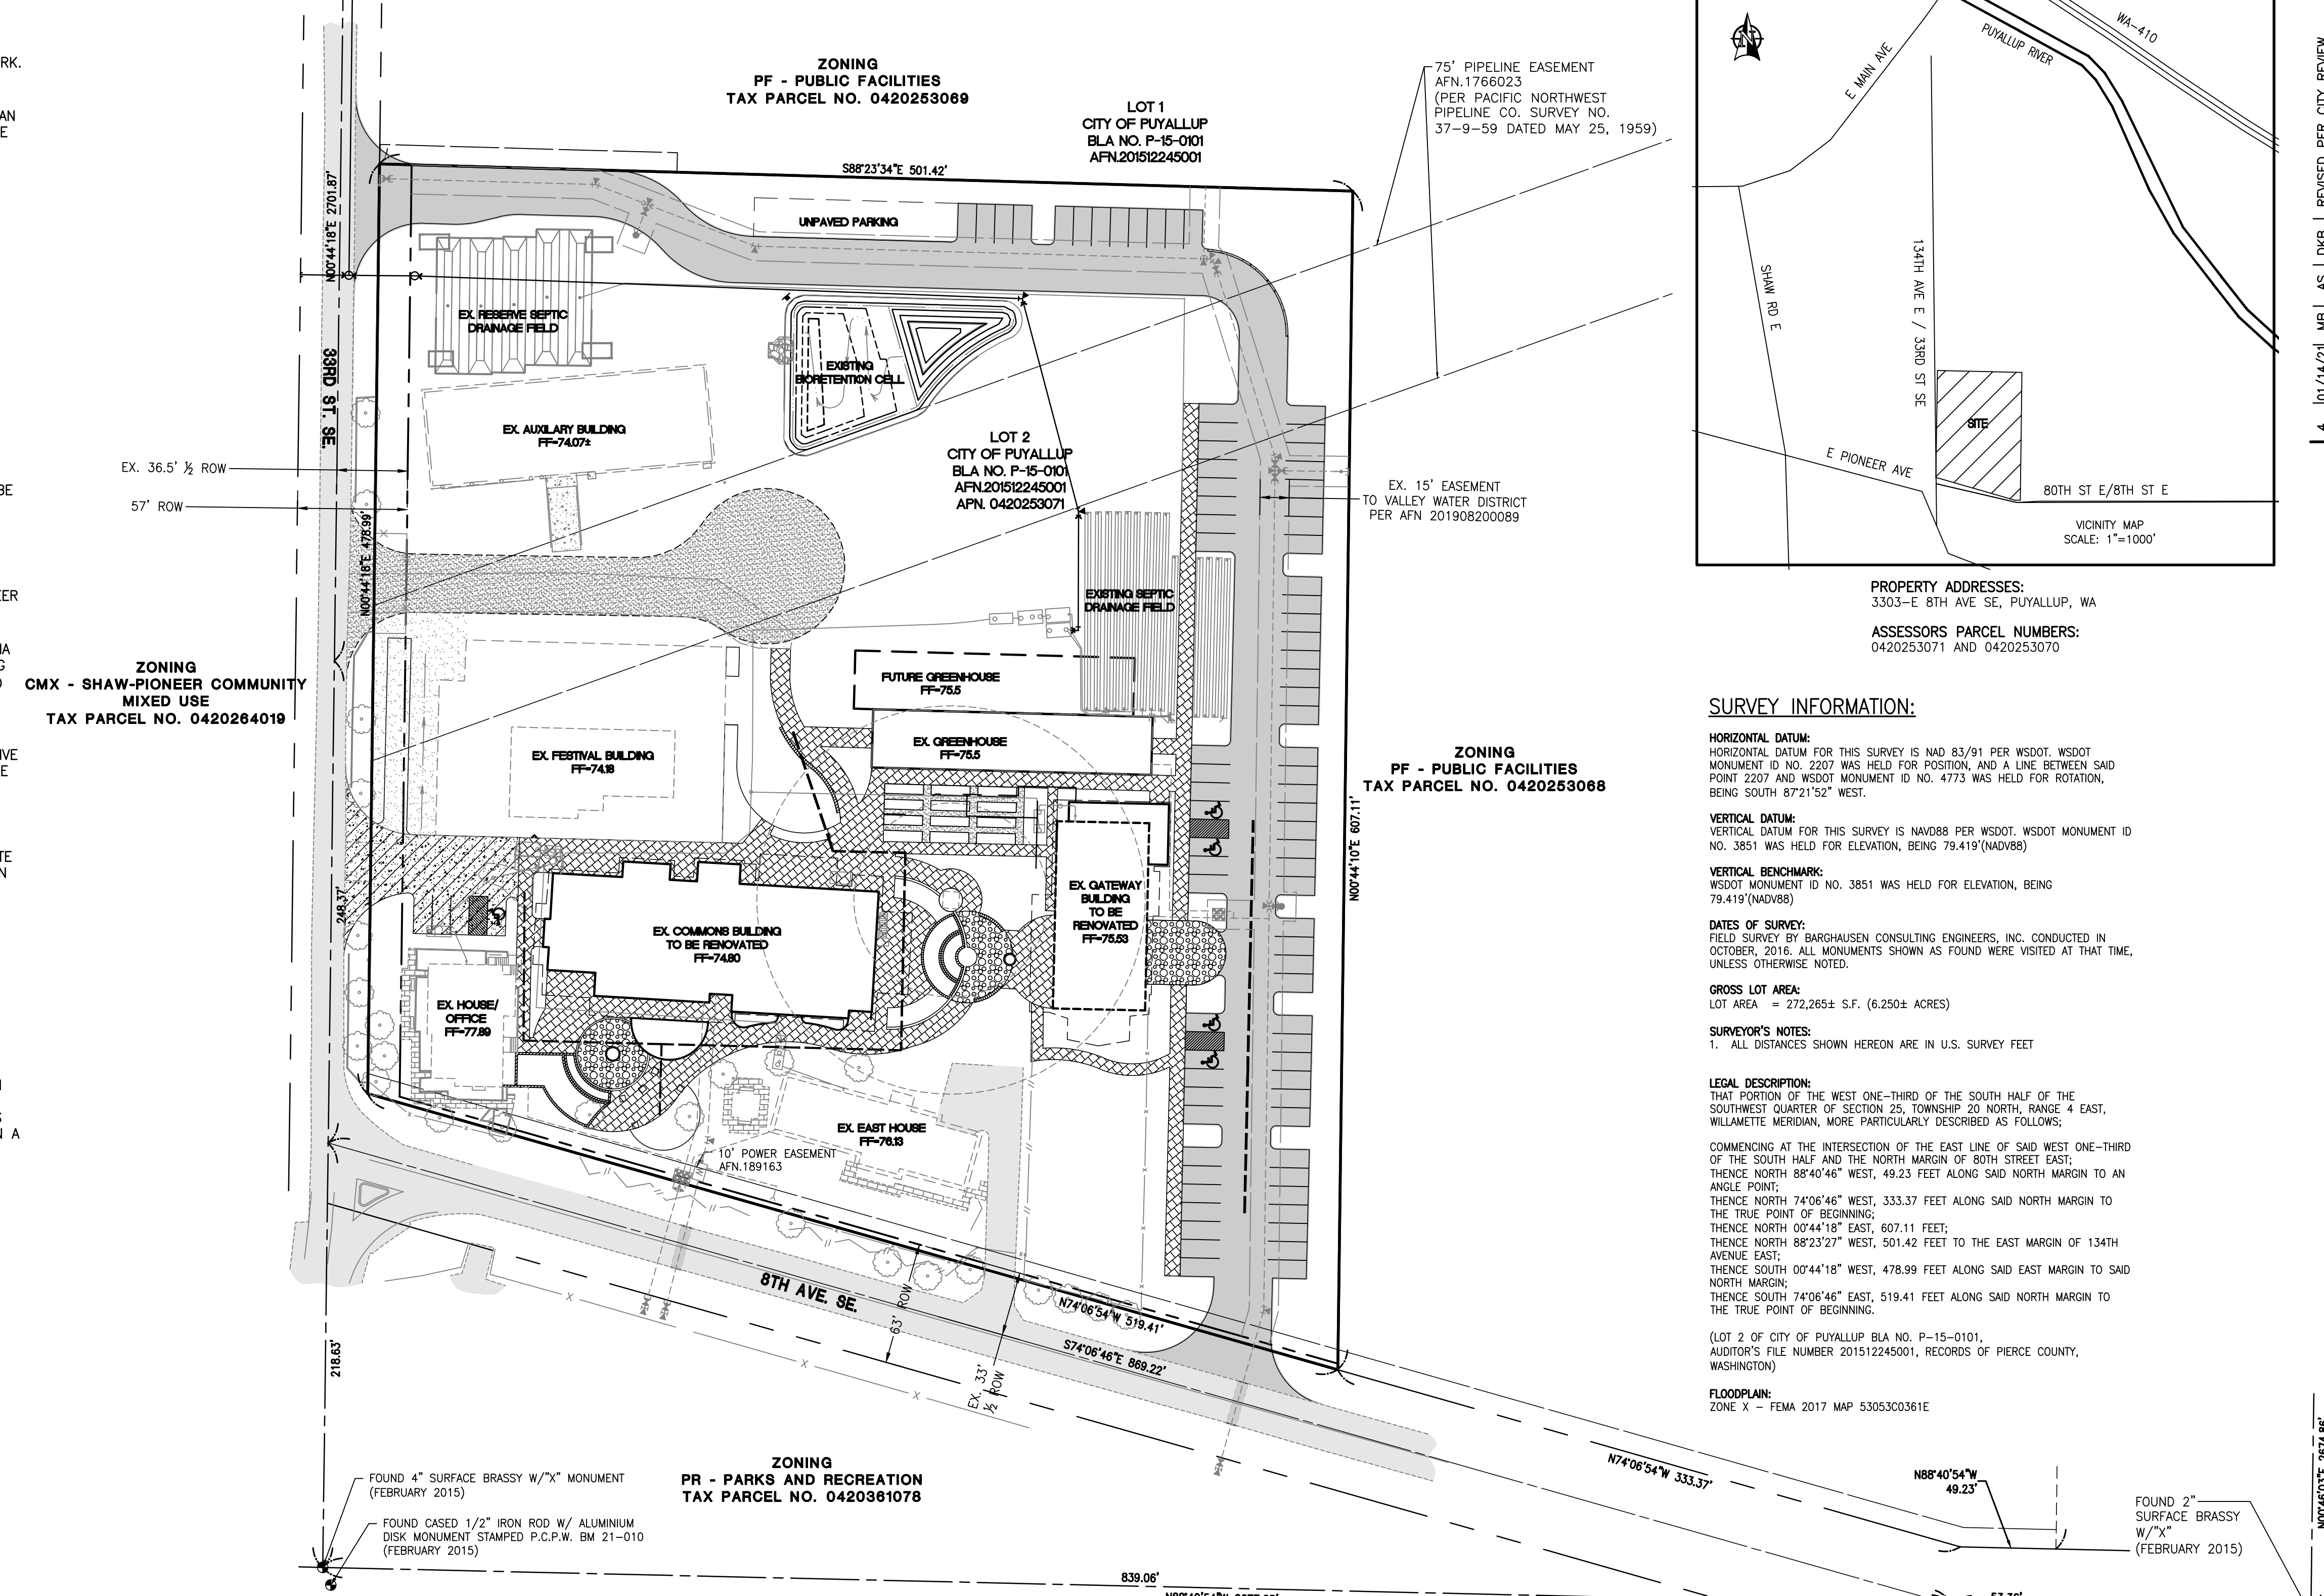 RK.
AN
E
BE
EER
IA
G
O
IVE
E
TE
N
N
S
N A
ZONING
PF - PUBLIC FACILITIES
TAX PARCEL NO. 0420253069
LOT 1
CITY OF PUYALLUP
BLA NO. P-15-0101
AFN.201512245001
75' PIPELINE EASEMENT
AFN.1766023
(PER PACIFIC NORTHWEST
PIPELINE CO. SURVEY NO.
37-9-59 DATED MAY 25, 1959)
S88°23'34"E 501.42'
N00°44'18"E 2701.87'
UNPAVED PARKING
EX. RESERVE SEPTIC
DRAINAGE FIELD
EXISTING
BIORETENTION CELL
33RD ST. SE.
EX. AUXILARY BUILDING
FF=74.07±
LOT 2
CITY OF PUYALLUP
BLA NO. P-15-0101
AFN.201512245001
APN. 0420253071
EX. 36.5' ½ ROW
57' ROW
N00°44'18"E 478.99'
EX. 15' EASEMENT
TO VALLEY WATER DISTRICT
PER AFN 201908200089
EXISTING SEPTIC
DRAINAGE FIELD
ZONING
CMX - SHAW-PIONEER COMMUNITY
MIXED USE
TAX PARCEL NO. 0420264019
FUTURE GREENHOUSE
FF=75.5
EX. GREENHOUSE
FF=75.5
EX. FESTIVAL BUILDING
FF=74.18
ZONING
PF - PUBLIC FACILITIES
TAX PARCEL NO. 0420253068
N00°44'10"E 607.11'
248.37'
EX. GATEWAY
BUILDING
TO BE
RENOVATED
FF=75.53
EX. COMMONS BUILDING
TO BE RENOVATED
FF=74.80
EX. HOUSE/
OFFICE
FF=77.89
EX. EAST HOUSE
FF=76.13
10' POWER EASEMENT
AFN.189163
8TH AVE. SE.
63' ROW
EX. 33'
½ ROW
N74°06'54"W 519.41'
S74°06'46"E 869.22'
218.63'
ZONING
PR - PARKS AND RECREATION
TAX PARCEL NO. 0420361078
FOUND 4" SURFACE BRASSY W/"X" MONUMENT
(FEBRUARY 2015)
FOUND CASED 1/2" IRON ROD W/ ALUMINIUM
DISK MONUMENT STAMPED P.C.P.W. BM 21-010
(FEBRUARY 2015)
839.06'
N74°06'54"W 333.37'
N88°40'54"W
49.23'
FOUND 2"
SURFACE BRASSY
W/"X"
(FEBRUARY 2015)
WA-410
PUYALLUP RIVER
E MAIN AVE
SHAW RD E
134TH AVE E / 33RD ST SE
SITE
E PIONEER AVE
80TH ST E/8TH ST E
VICINITY MAP
SCALE: 1"=1000'
PROPERTY ADDRESSES:
3303-E 8TH AVE SE, PUYALLUP, WA
ASSESSORS PARCEL NUMBERS:
0420253071 AND 0420253070
SURVEY INFORMATION:
HORIZONTAL DATUM:
HORIZONTAL DATUM FOR THIS SURVEY IS NAD 83/91 PER WSDOT. WSDOT
MONUMENT ID NO. 2207 WAS HELD FOR POSITION, AND A LINE BETWEEN SAID
POINT 2207 AND WSDOT MONUMENT ID NO. 4773 WAS HELD FOR ROTATION,
BEING SOUTH 87°21'52" WEST.
VERTICAL DATUM:
VERTICAL DATUM FOR THIS SURVEY IS NAVD88 PER WSDOT. WSDOT MONUMENT ID
NO. 3851 WAS HELD FOR ELEVATION, BEING 79.419'(NADV88)
VERTICAL BENCHMARK:
WSDOT MONUMENT ID NO. 3851 WAS HELD FOR ELEVATION, BEING
79.419'(NADV88)
DATES OF SURVEY:
FIELD SURVEY BY BARGHAUSEN CONSULTING ENGINEERS, INC. CONDUCTED IN
OCTOBER, 2016. ALL MONUMENTS SHOWN AS FOUND WERE VISITED AT THAT TIME,
UNLESS OTHERWISE NOTED.
GROSS LOT AREA:
LOT AREA = 272,265± S.F. (6.250± ACRES)
SURVEYOR'S NOTES:
1. ALL DISTANCES SHOWN HEREON ARE IN U.S. SURVEY FEET
LEGAL DESCRIPTION:
THAT PORTION OF THE WEST ONE-THIRD OF THE SOUTH HALF OF THE
SOUTHWEST QUARTER OF SECTION 25, TOWNSHIP 20 NORTH, RANGE 4 EAST,
WILLAMETTE MERIDIAN, MORE PARTICULARLY DESCRIBED AS FOLLOWS;
COMMENCING AT THE INTERSECTION OF THE EAST LINE OF SAID WEST ONE-THIRD
OF THE SOUTH HALF AND THE NORTH MARGIN OF 80TH STREET EAST;
THENCE NORTH 88°40'46" WEST, 49.23 FEET ALONG SAID NORTH MARGIN TO AN
ANGLE POINT;
THENCE NORTH 74°06'46" WEST, 333.37 FEET ALONG SAID NORTH MARGIN TO
THE TRUE POINT OF BEGINNING;
THENCE NORTH 00°44'18" EAST, 607.11 FEET;
THENCE NORTH 88°23'27" WEST, 501.42 FEET TO THE EAST MARGIN OF 134TH
AVENUE EAST;
THENCE SOUTH 00°44'18" WEST, 478.99 FEET ALONG SAID EAST MARGIN TO SAID
NORTH MARGIN;
THENCE SOUTH 74°06'46" EAST, 519.41 FEET ALONG SAID NORTH MARGIN TO
THE TRUE POINT OF BEGINNING.
(LOT 2 OF CITY OF PUYALLUP BLA NO. P-15-0101,
AUDITOR'S FILE NUMBER 201512245001, RECORDS OF PIERCE COUNTY,
WASHINGTON)
FLOODPLAIN:
ZONE X - FEMA 2017 MAP 53053C0361E
4 01/14/21 MB AS DKB REVISED PER CITY REVIEW
N00°46'03"E 2674.86'